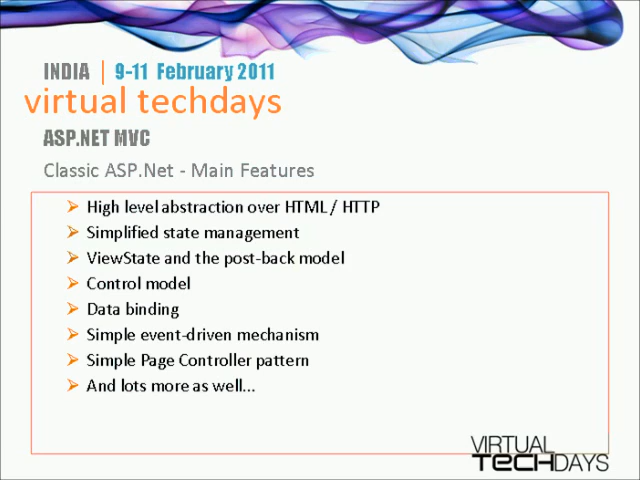 INDIA | 9-11 February 2011
virtual techdays
ASP.NET MVC
Classic ASP.Net - Main Features
High level abstraction over HTML / HTTP
Simplified state management
ViewState and the post-back model
Control model
Data binding
Simple event-driven mechanism
Simple Page Controller pattern
And lots more as well...
VIRTUAL
TECHDAYS